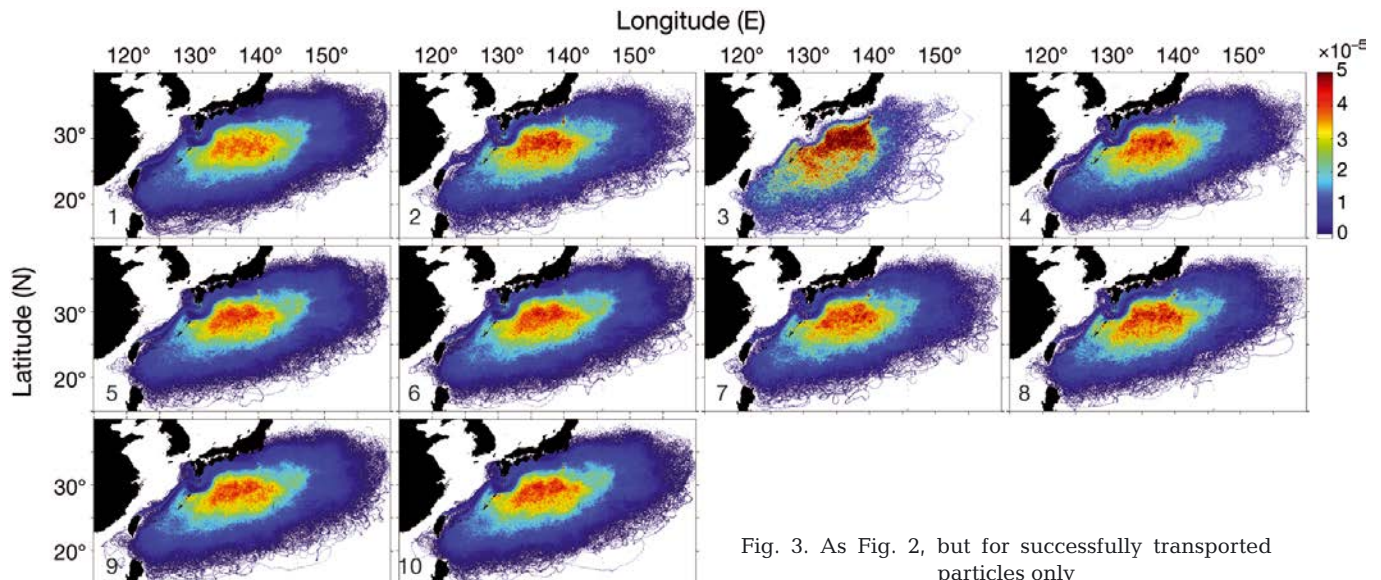 Longitude (E)
120° 130° 140° 150° 120° 130° 140° 150° 120° 130° 140° 150° 120° 130° 140° 150°
×10⁻⁵
5
30°
4
3
2
20°
1
1 2 3 4
0
Latitude (N)
30°
20°
5 6 7 8
30°
20°
9 10
Fig. 3. As Fig. 2, but for successfully transported
particles only